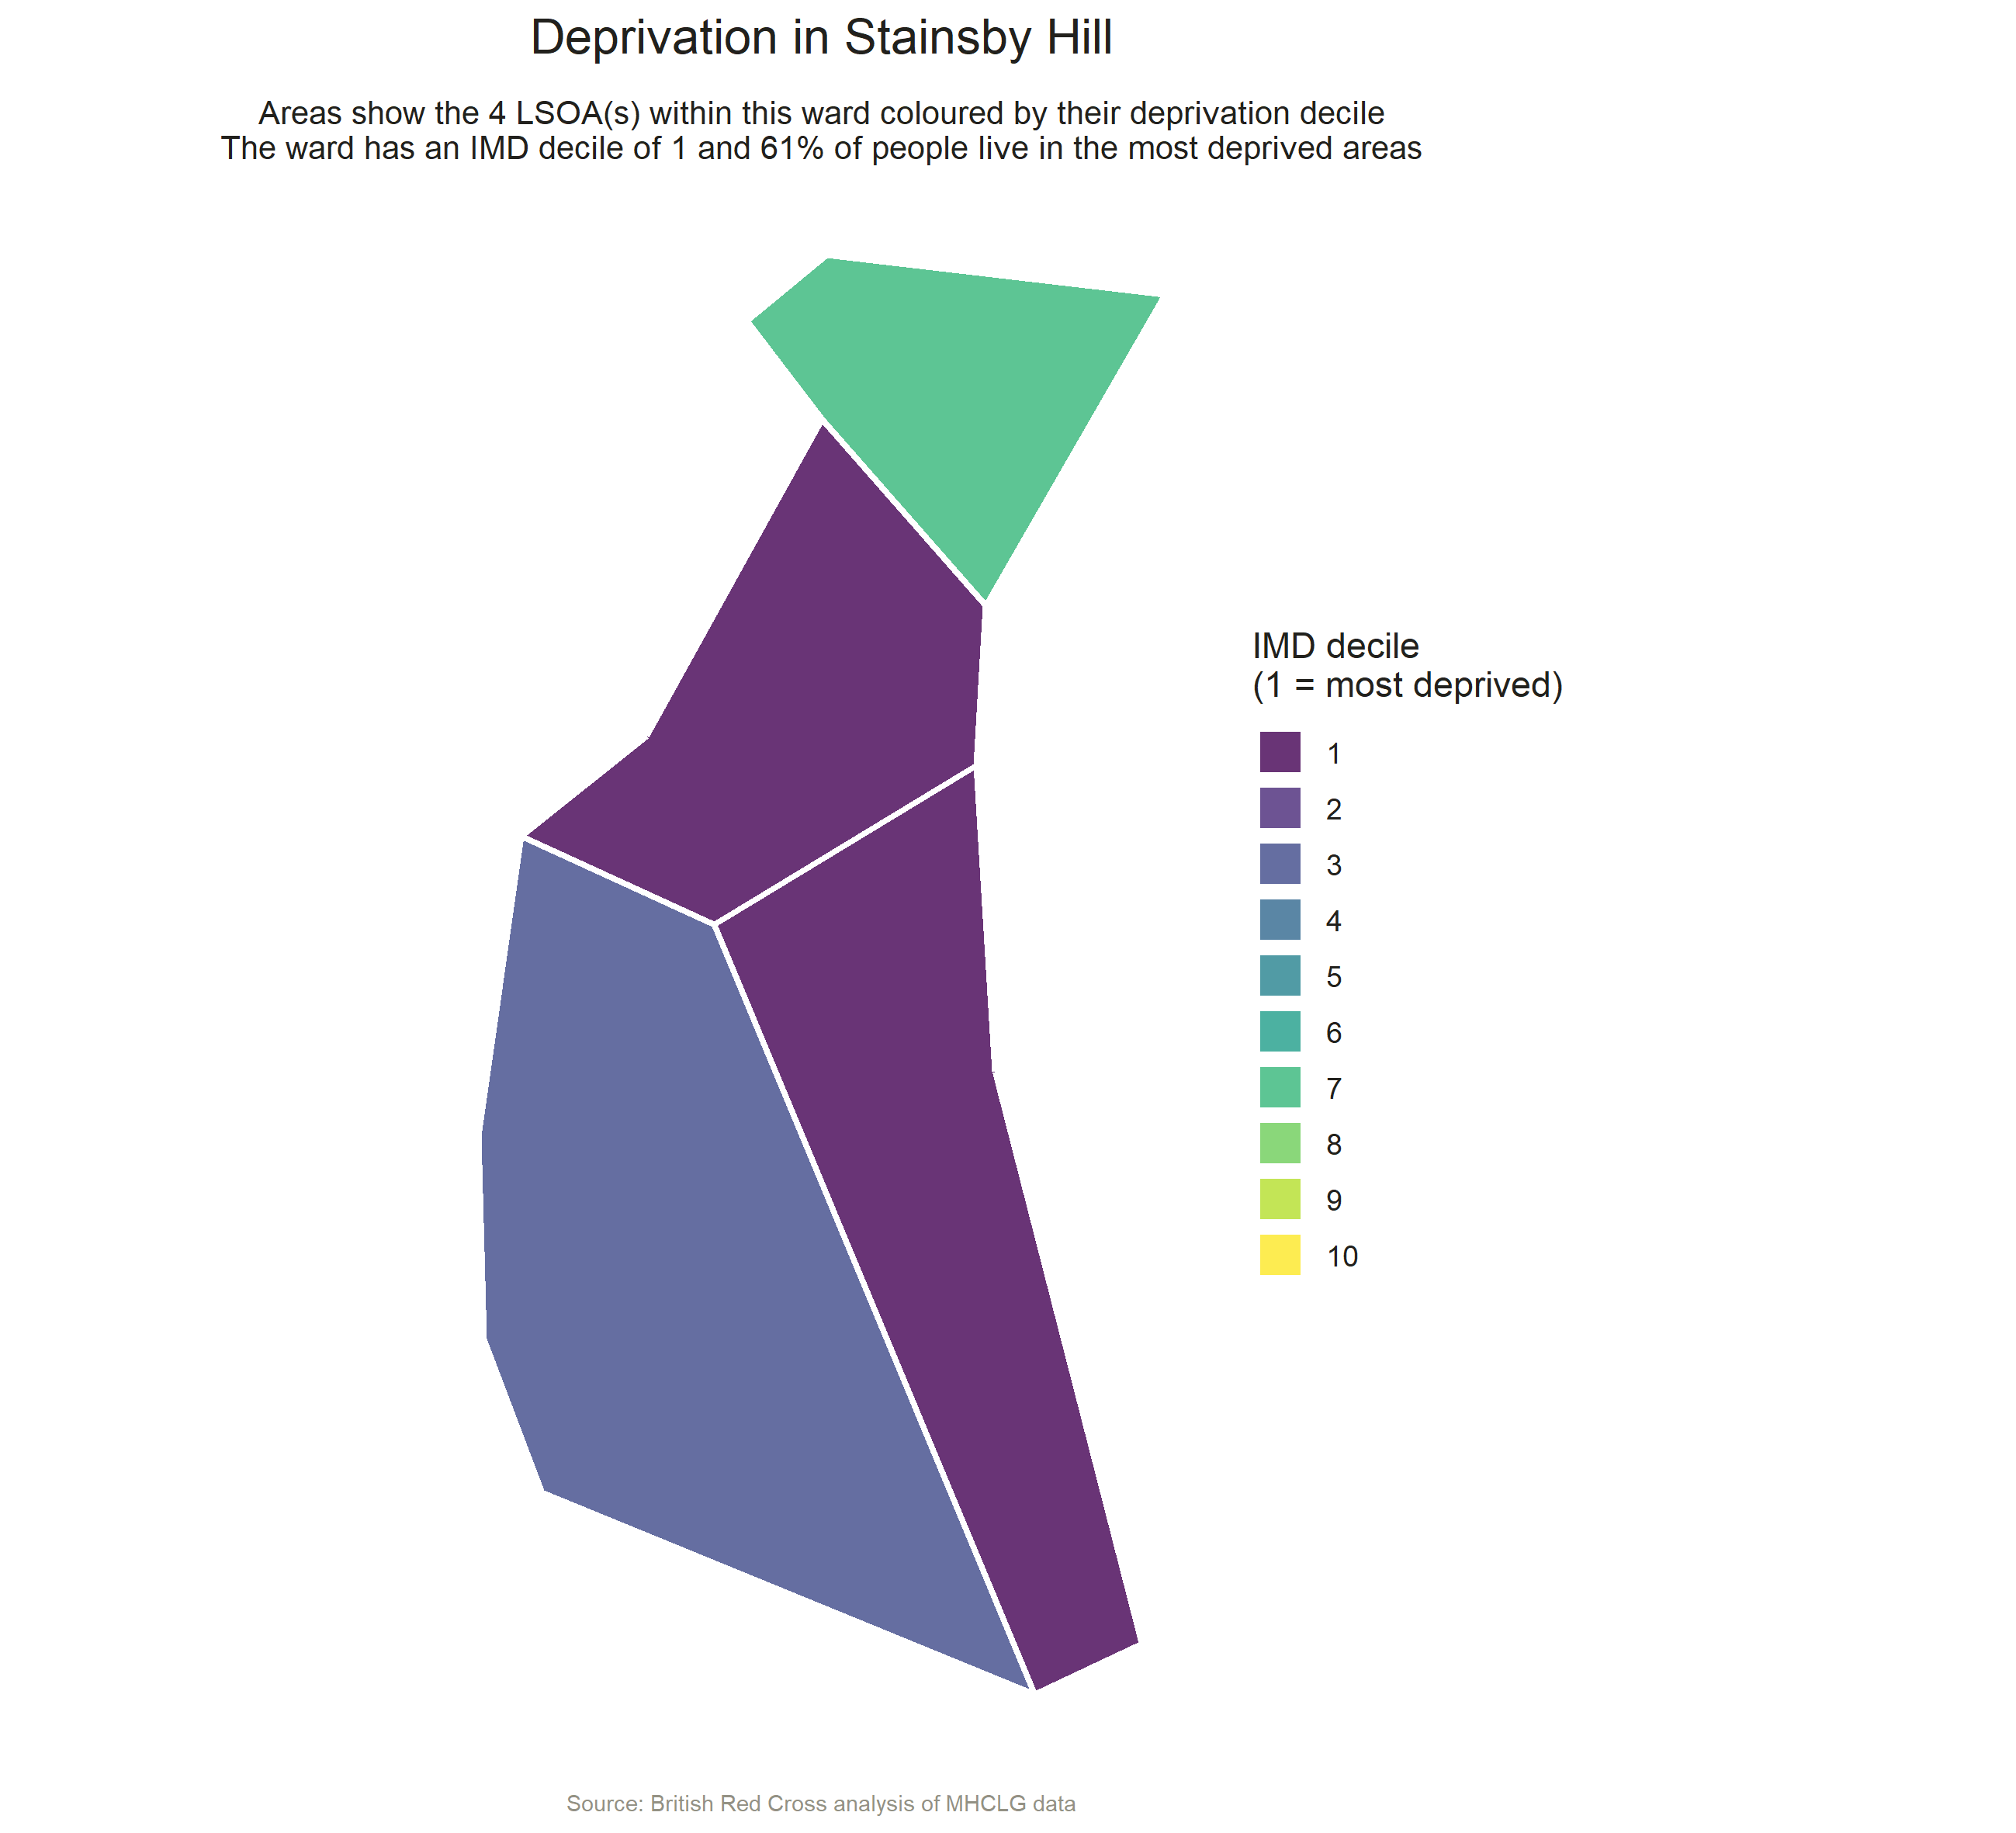 Deprivation in Stainsby Hill
Areas show the 4 LSOA(s) within this ward coloured by their deprivation decile
The ward has an IMD decile of 1 and 61% of people live in the most deprived areas
IMD decile
(1 = most deprived)
1
2
3
4
5
6
7
8
9
10
Source: British Red Cross analysis of MHCLG data